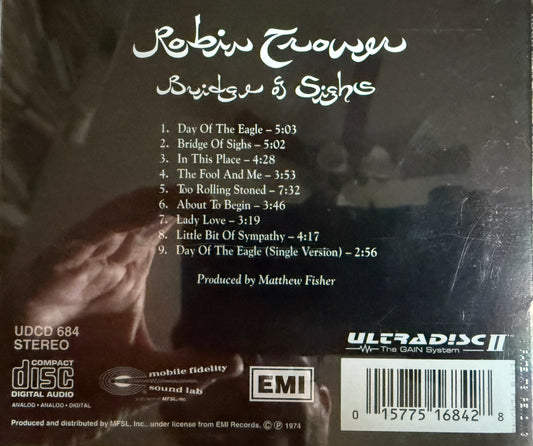 Robin Trower
Bridge of Sighs
1. Day Of The Eagle – 5:03
2. Bridge Of Sighs – 5:02
3. In This Place – 4:28
4. The Fool And Me – 3:53
5. Too Rolling Stoned – 7:32
6. About To Begin – 3:46
7. Lady Love – 3:19
8. Little Bit Of Sympathy – 4:17
9. Day Of The Eagle (Single Version) – 2:56
Produced by Matthew Fisher
UDCD 684
STEREO
ULTRADISC II
The GAIN System
COMPACT
disc
DIGITAL AUDIO
ANALOG • ANALOG • DIGITAL
mobile fidelity
sound lab
EMI
0 15775 16842 8
Produced and distributed by MFSL, Inc., under license from EMI Records, © ℗ 1974